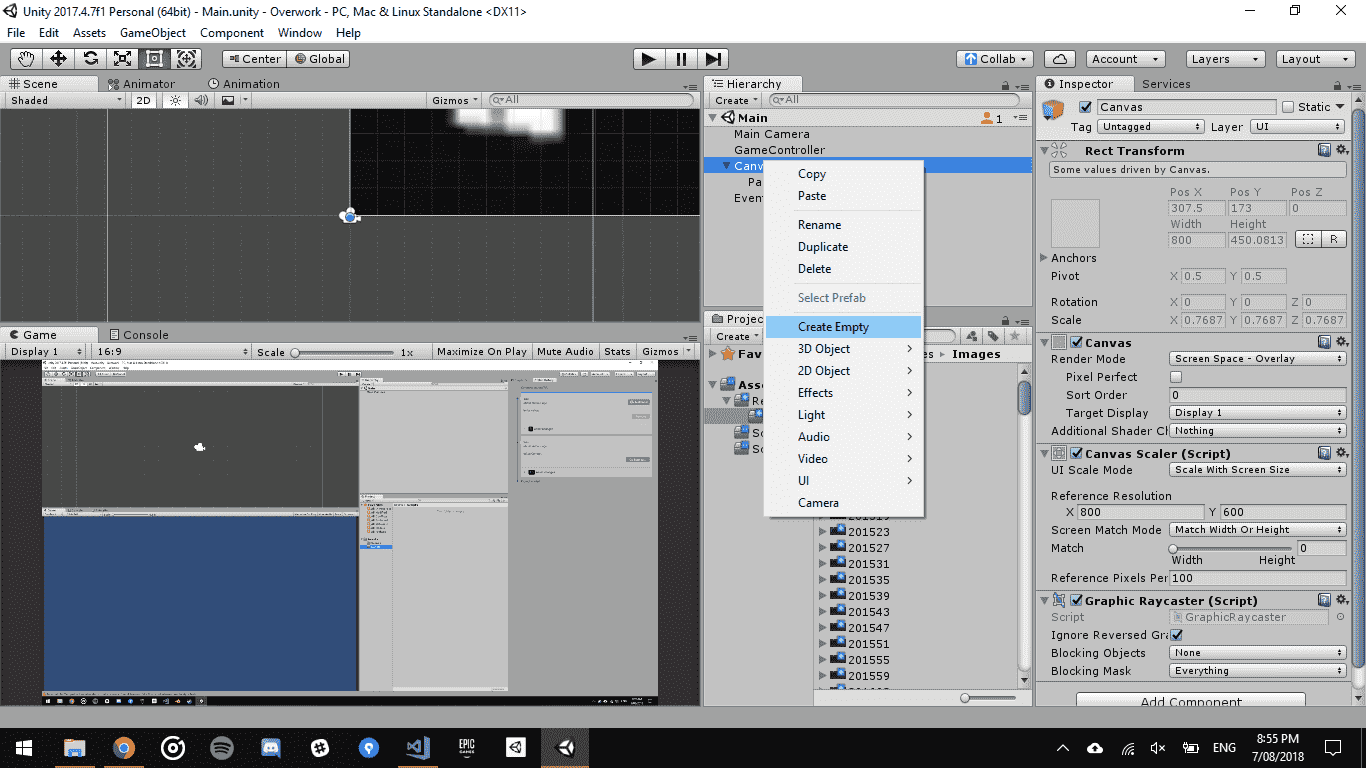 Unity 2017.4.7f1 Personal (64bit) - Main.unity - Overwork - PC, Mac & Linux Standalone <DX11>
File Edit Assets GameObject Component Window Help
Center Global
Collab
Account
Layers
Layout
Scene Animator Animation
Shaded 2D Gizmos All
Hierarchy
Create All
Main 1
Main Camera
GameController
Canv
Pa
Even
Copy
Paste
Rename
Duplicate
Delete
Select Prefab
Create Empty
3D Object
2D Object
Effects
Light
Audio
Video
UI
Camera
Game Console
Display 1 16:9 Scale 1x Maximize On Play Mute Audio Stats Gizmos
Projec
Create
Fav
es Images
Ass
Re
Sc
Sc
201523
201527
201531
201535
201539
201543
201547
201551
201555
201559
Inspector Services
Canvas Static
Tag Untagged Layer UI
Rect Transform
Some values driven by Canvas.
Pos X Pos Y Pos Z
307.5 173 0
Width Height
800 450.0813 R
Anchors
Pivot X 0.5 Y 0.5
Rotation X 0 Y 0 Z 0
Scale X 0.7687 Y 0.7687 Z 0.7687
Canvas
Render Mode Screen Space - Overlay
Pixel Perfect
Sort Order 0
Target Display Display 1
Additional Shader Ch Nothing
Canvas Scaler (Script)
UI Scale Mode Scale With Screen Size
Reference Resolution
X 800 Y 600
Screen Match Mode Match Width Or Height
Match 0
Width Height
Reference Pixels Per 100
Graphic Raycaster (Script)
Script GraphicRaycaster
Ignore Reversed Gra
Blocking Objects None
Blocking Mask Everything
Add Component
EPIC GAMES
ENG
8:55 PM
7/08/2018